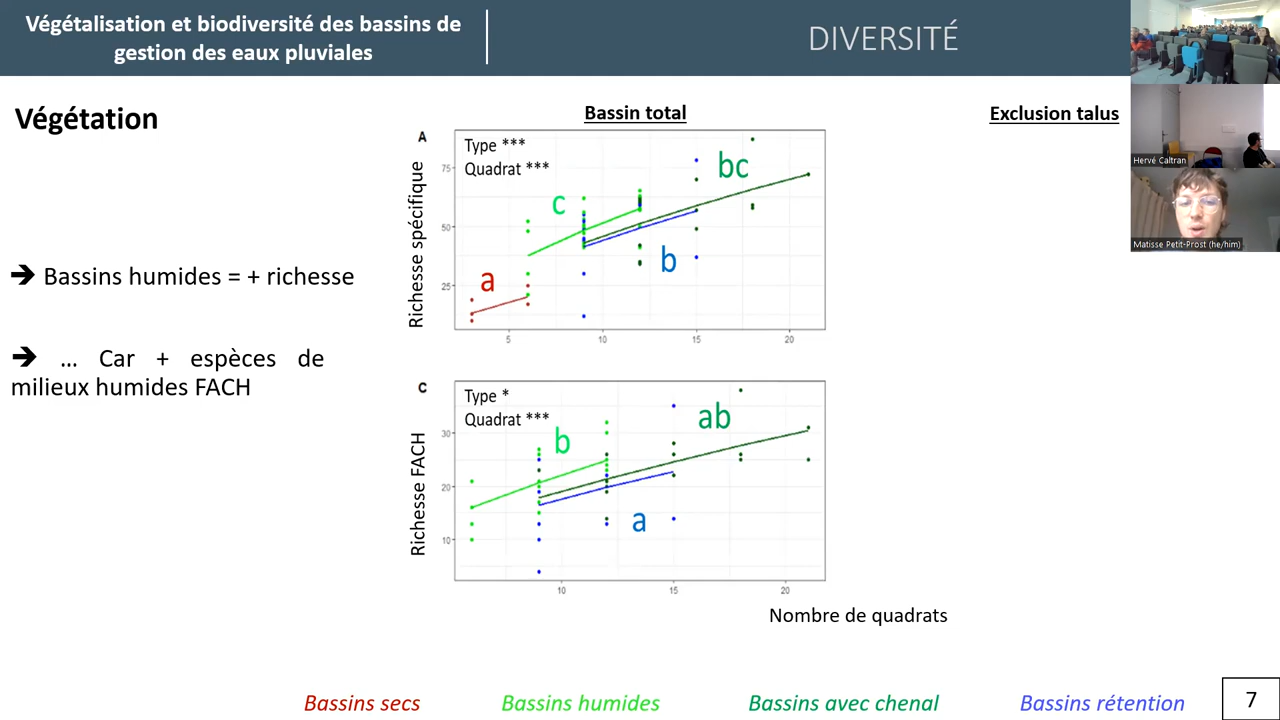 Végétalisation et biodiversité des bassins de
gestion des eaux pluviales
DIVERSITÉ
Végétation
Bassin total
Exclusion talus
➔ Bassins humides = + richesse
➔ ... Car + espèces de
milieux humides FACH
A
Type ***
Quadrat ***
Richesse spécifique
75
50
25
a
c
b
bc
5
10
15
20
C
Type *
Quadrat ***
Richesse FACH
30
20
10
b
a
ab
10
15
20
Nombre de quadrats
Bassins secs
Bassins humides
Bassins avec chenal
Bassins rétention
7
Hervé Caltran
Matisse Petit-Prost (he/him)